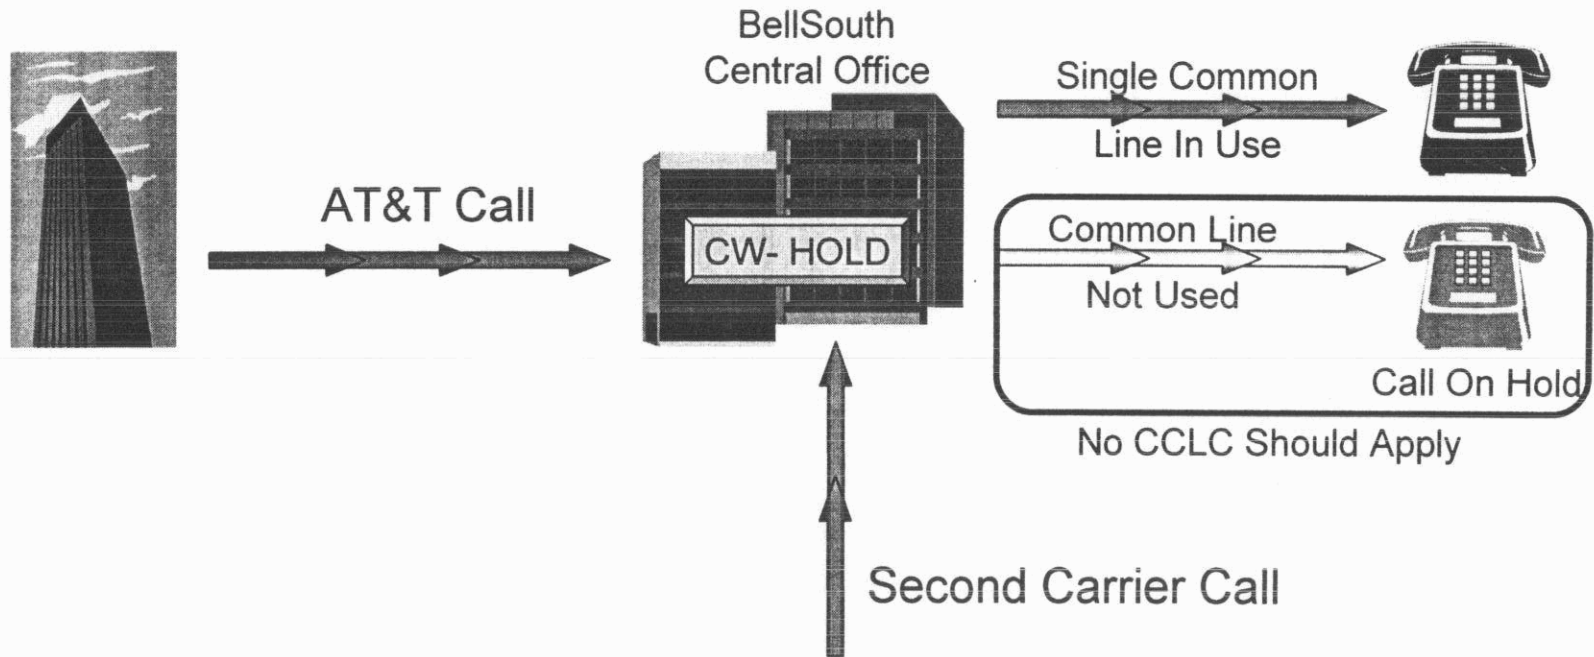 BellSouth
Central Office
Single Common
Line In Use
AT&T Call
CW- HOLD
Common Line
Not Used
Call On Hold
No CCLC Should Apply
Second Carrier Call